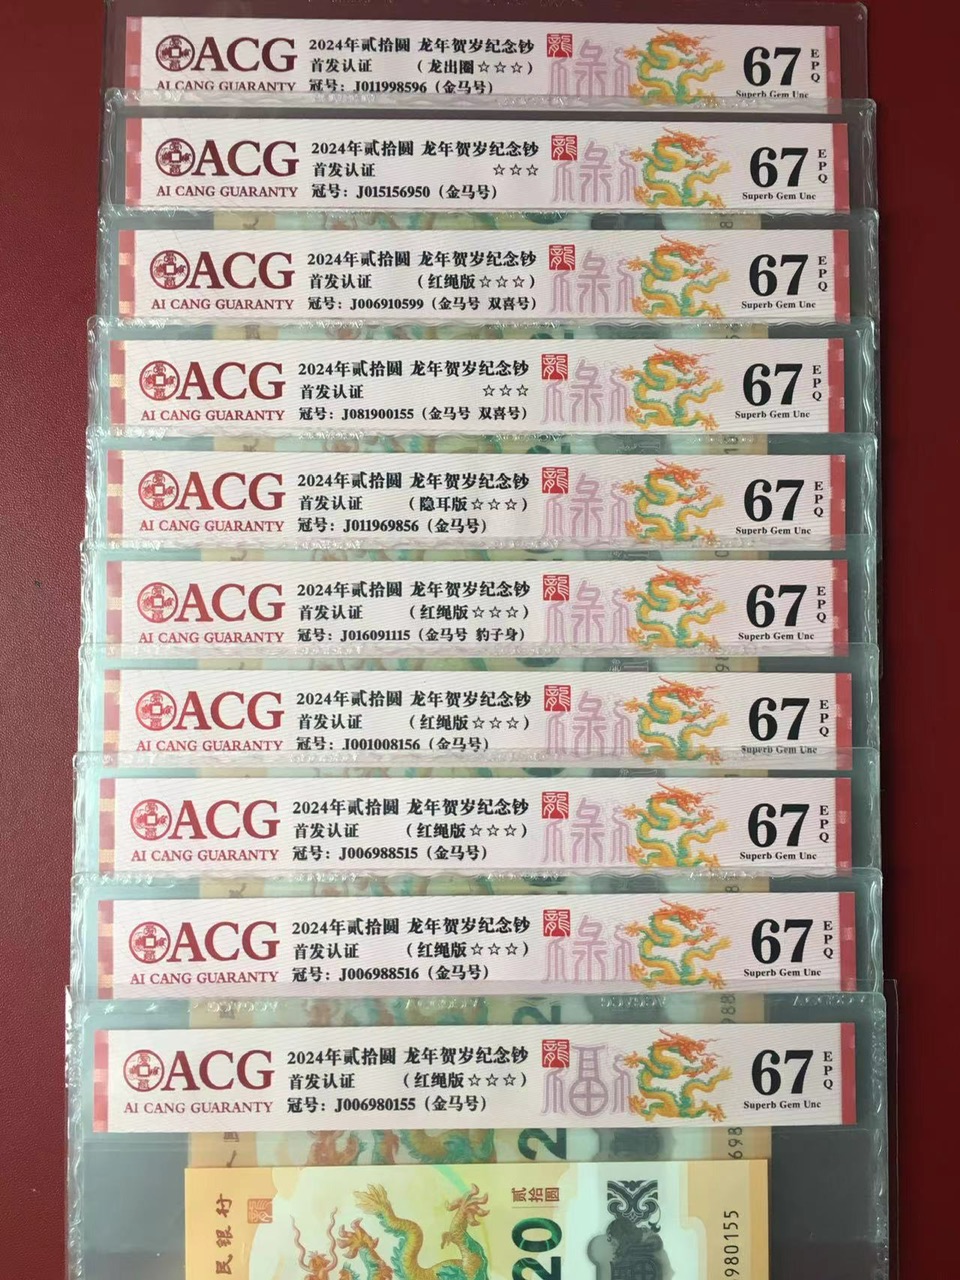 ACG
AI CANG GUARANTY
2024年贰拾圆 龙年贺岁纪念钞
首发认证 (龙出圈☆☆☆)
冠号: J011998596 (金马号)
龍
67
EPQ
Superb Gem Unc
ACG
AI CANG GUARANTY
2024年贰拾圆 龙年贺岁纪念钞
首发认证 ☆☆☆
冠号: J015156950 (金马号)
龍
67
EPQ
Superb Gem Unc
ACG
AI CANG GUARANTY
2024年贰拾圆 龙年贺岁纪念钞
首发认证 (红绳版☆☆☆)
冠号: J006910599 (金马号 双喜号)
龍
67
EPQ
Superb Gem Unc
ACG
AI CANG GUARANTY
2024年贰拾圆 龙年贺岁纪念钞
首发认证 ☆☆☆
冠号: J081900155 (金马号 双喜号)
龍
67
EPQ
Superb Gem Unc
ACG
AI CANG GUARANTY
2024年贰拾圆 龙年贺岁纪念钞
首发认证 (隐耳版☆☆☆)
冠号: J011969856 (金马号)
龍
67
EPQ
Superb Gem Unc
ACG
AI CANG GUARANTY
2024年贰拾圆 龙年贺岁纪念钞
首发认证 (红绳版☆☆☆)
冠号: J016091115 (金马号 豹子身)
龍
67
EPQ
Superb Gem Unc
ACG
AI CANG GUARANTY
2024年贰拾圆 龙年贺岁纪念钞
首发认证 (红绳版☆☆☆)
冠号: J001008156 (金马号)
龍
67
EPQ
Superb Gem Unc
ACG
AI CANG GUARANTY
2024年贰拾圆 龙年贺岁纪念钞
首发认证 (红绳版☆☆☆)
冠号: J006988515 (金马号)
龍
67
EPQ
Superb Gem Unc
ACG
AI CANG GUARANTY
2024年贰拾圆 龙年贺岁纪念钞
首发认证 (红绳版☆☆☆)
冠号: J006988516 (金马号)
龍
67
EPQ
Superb Gem Unc
ACG
AI CANG GUARANTY
2024年贰拾圆 龙年贺岁纪念钞
首发认证 (红绳版☆☆☆)
冠号: J006980155 (金马号)
龍
福
67
EPQ
Superb Gem Unc
民银行
贰拾圆
20
980155